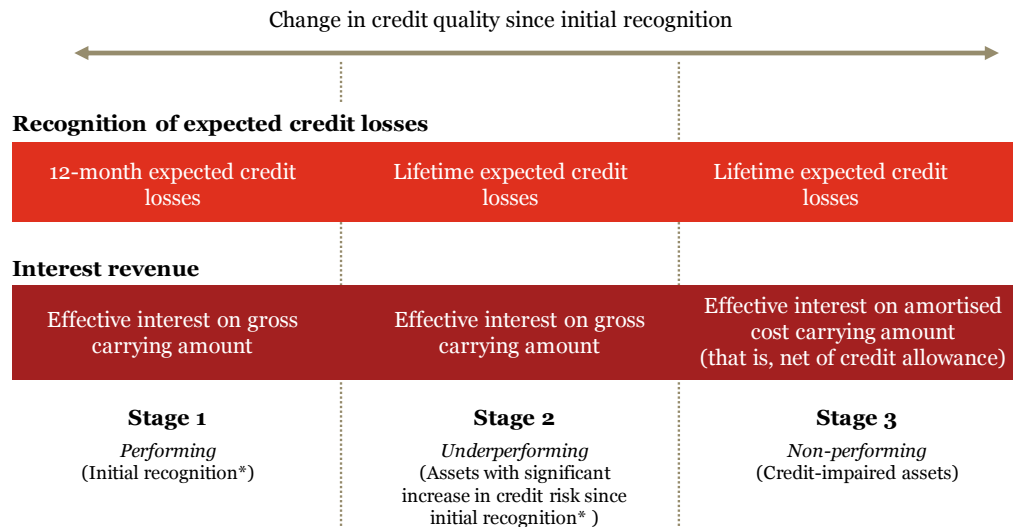 Change in credit quality since initial recognition
Recognition of expected credit losses
12-month expected credit
losses
Lifetime expected credit
losses
Lifetime expected credit
losses
Interest revenue
Effective interest on gross
carrying amount
Effective interest on gross
carrying amount
Effective interest on amortised
cost carrying amount
(that is, net of credit allowance)
Stage 1
Performing
(Initial recognition*)
Stage 2
Underperforming
(Assets with significant
increase in credit risk since
initial recognition* )
Stage 3
Non-performing
(Credit-impaired assets)